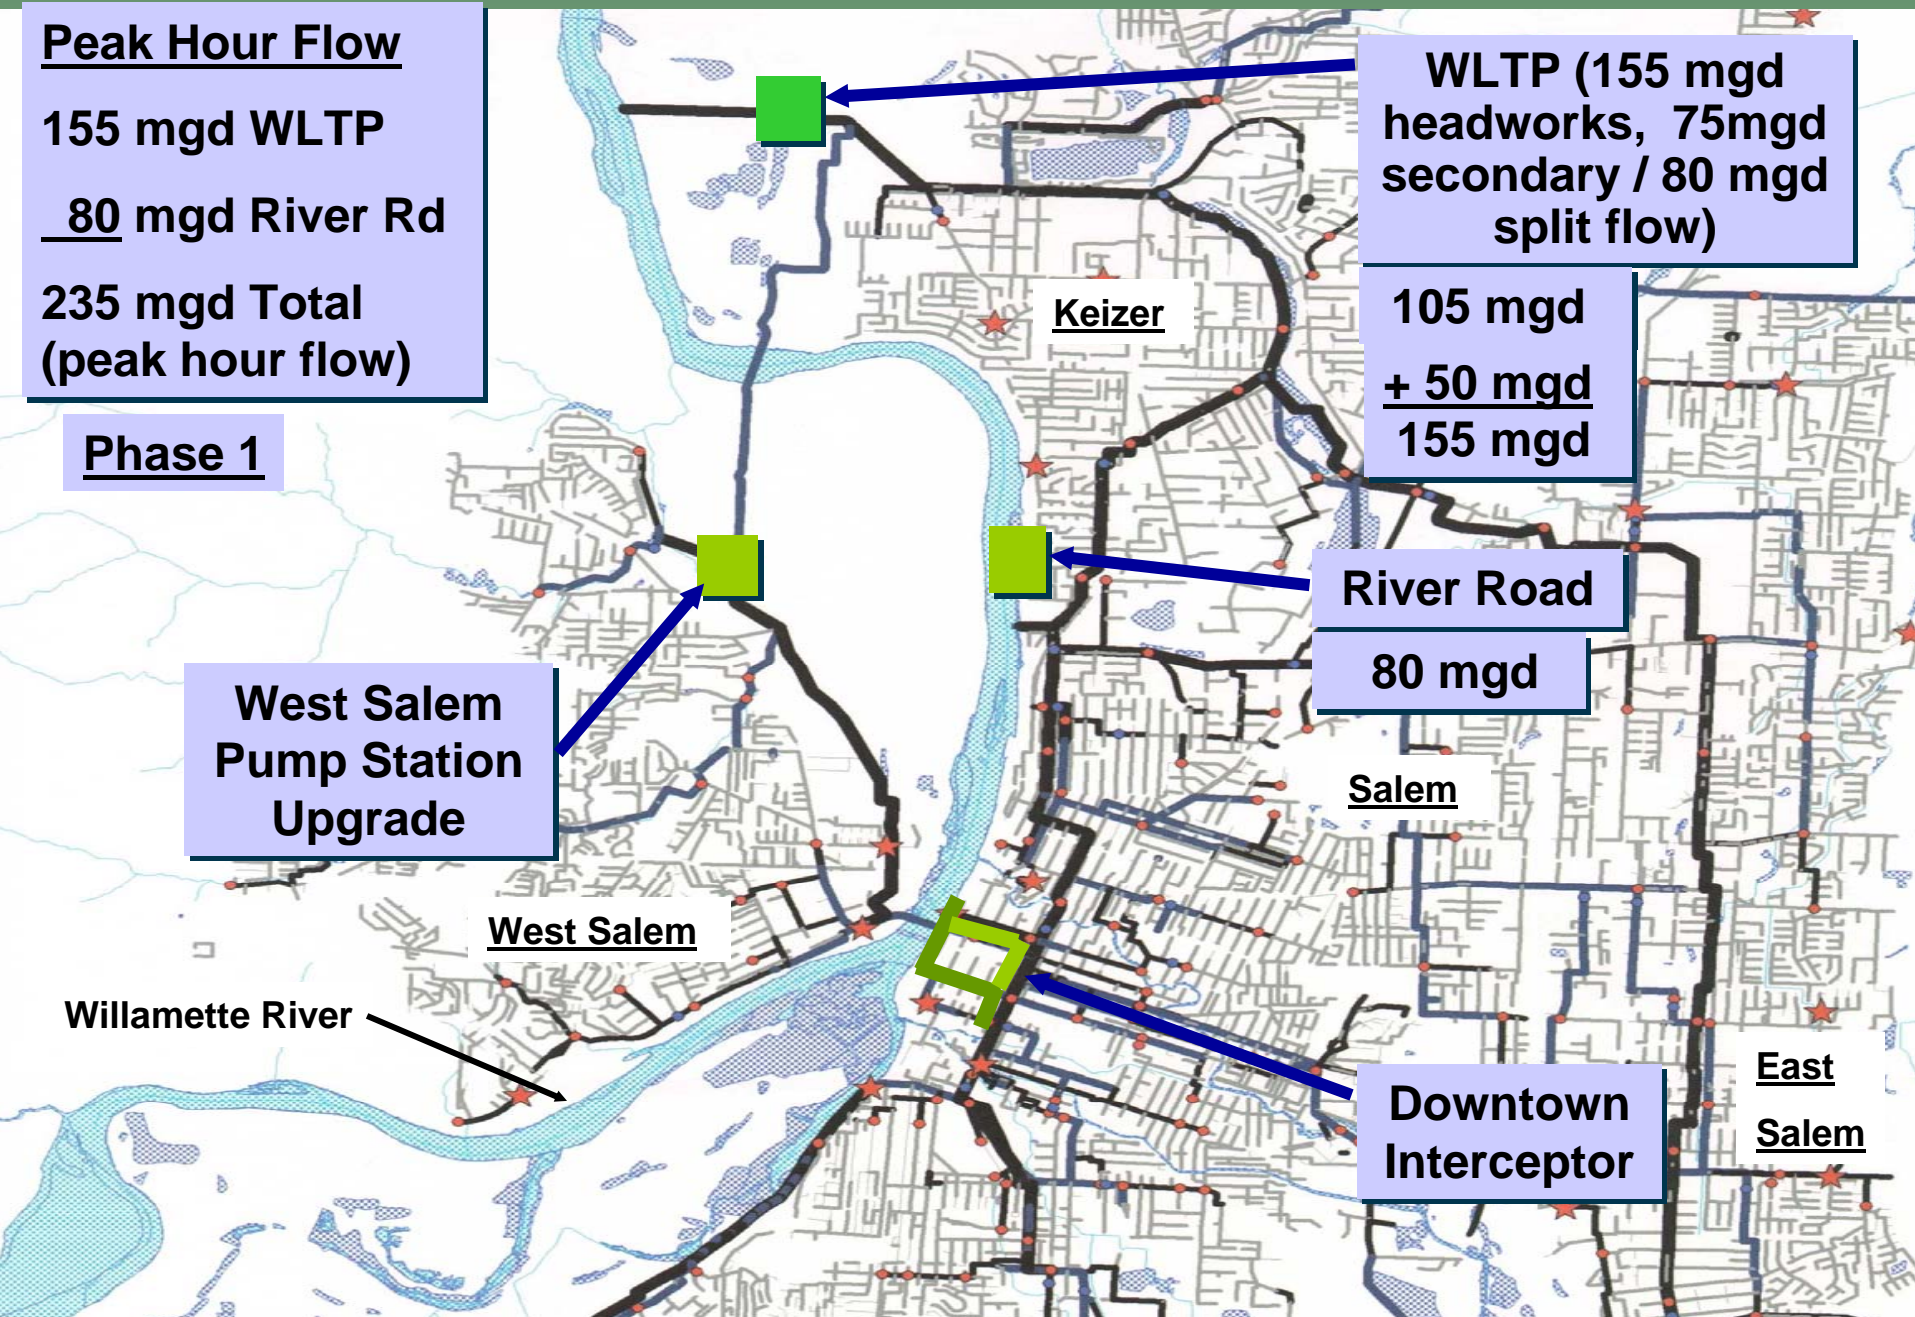 Peak Hour Flow
155 mgd WLTP
80 mgd River Rd
235 mgd Total
(peak hour flow)
Phase 1
WLTP (155 mgd
headworks, 75mgd
secondary / 80 mgd
split flow)
105 mgd
+ 50 mgd
155 mgd
Keizer
River Road
80 mgd
West Salem
Pump Station
Upgrade
Salem
West Salem
Willamette River
East
Salem
Downtown
Interceptor